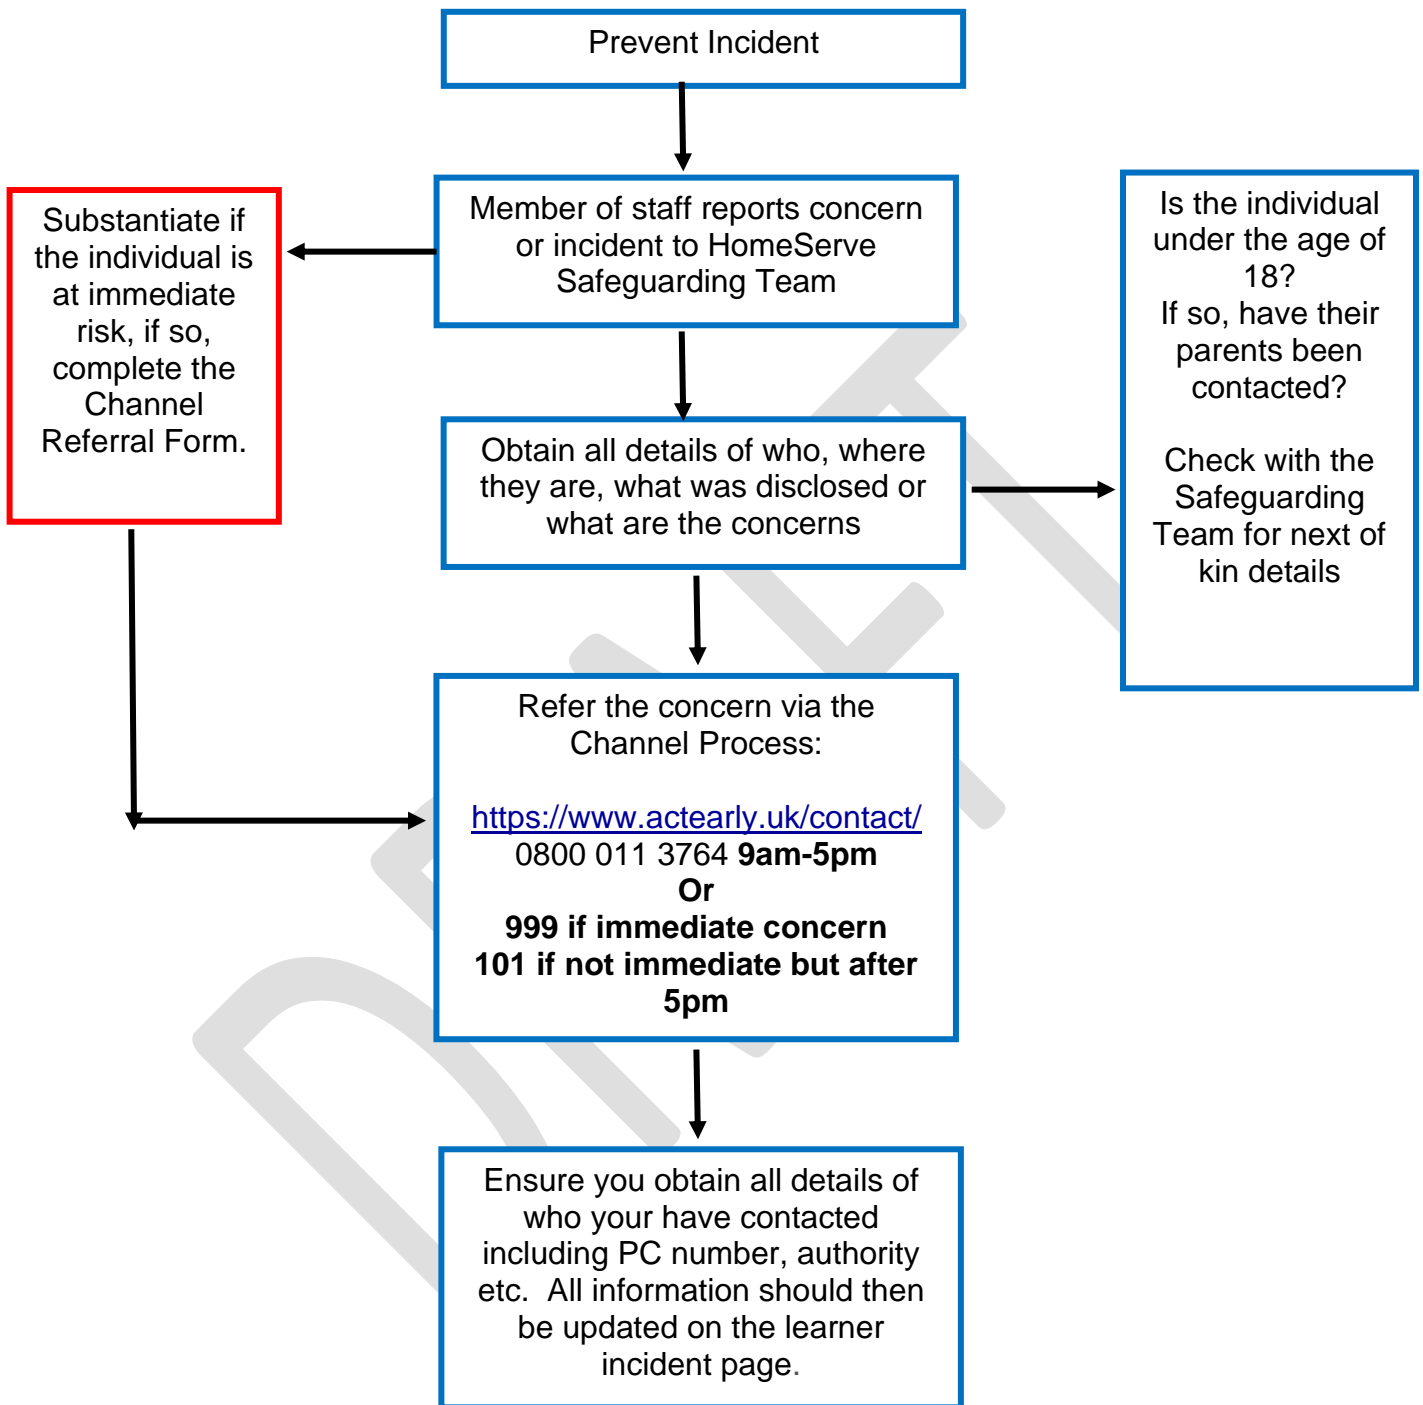 Prevent Incident
Member of staff reports concern
or incident to HomeServe
Safeguarding Team
Substantiate if
the individual is
at immediate
risk, if so,
complete the
Channel
Referral Form.
Is the individual
under the age of
18?
If so, have their
parents been
contacted?
Check with the
Safeguarding
Team for next of
kin details
Obtain all details of who, where
they are, what was disclosed or
what are the concerns
Refer the concern via the
Channel Process:
https://www.actearly.uk/contact/
0800 011 3764 9am-5pm
Or
999 if immediate concern
101 if not immediate but after
5pm
Ensure you obtain all details of
who your have contacted
including PC number, authority
etc.  All information should then
be updated on the learner
incident page.
DRAFT